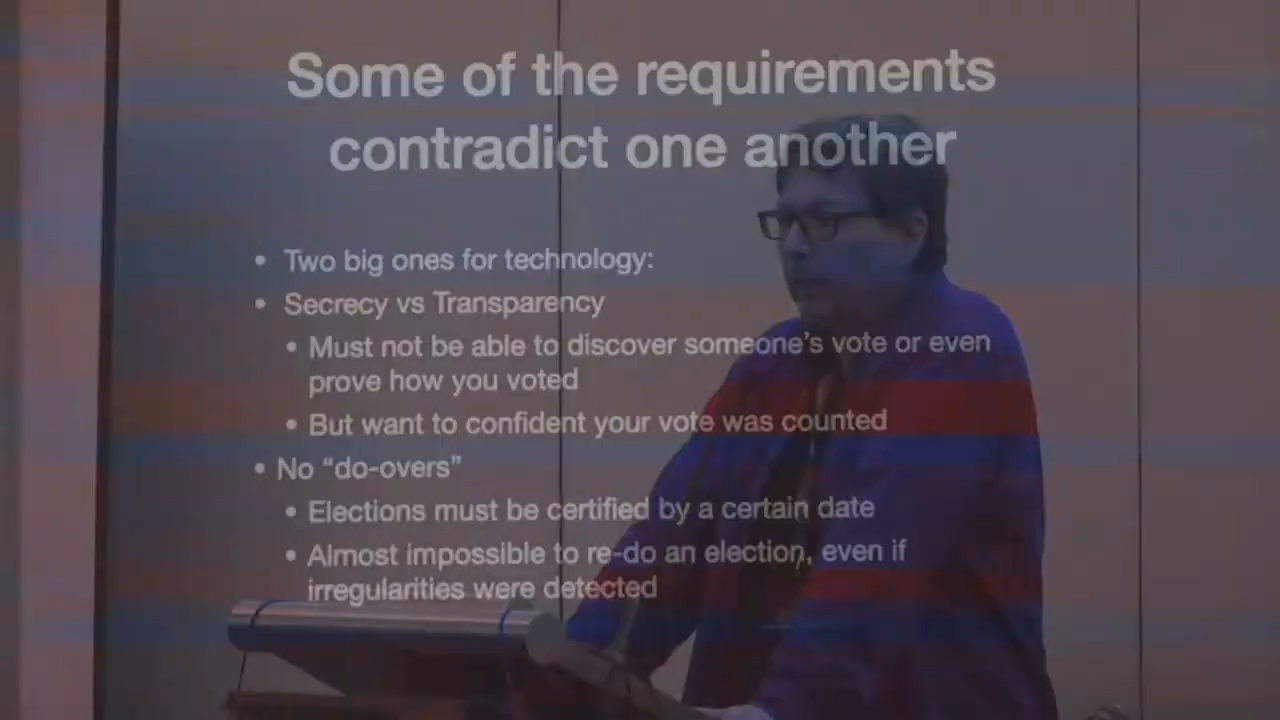 Some of the requirements
contradict one another
• Two big ones for technology:
• Secrecy vs Transparency
• Must not be able to discover someone's vote or even
prove how you voted
• But want to confident your vote was counted
• No “do-overs”
• Elections must be certified by a certain date
• Almost impossible to re-do an election, even if
irregularities were detected